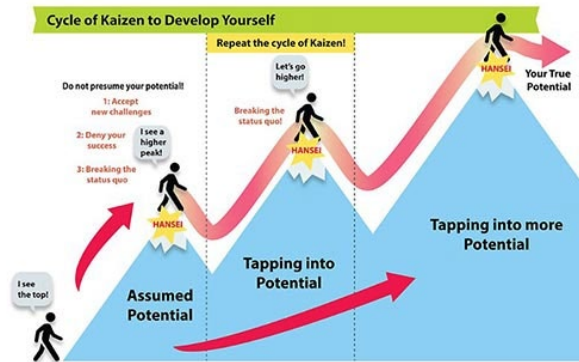 Cycle of Kaizen to Develop Yourself
Repeat the cycle of Kaizen!
Do not presume your potential!
1: Accept
new challenges
2: Deny your
success
3: Breaking the
status quo
I see
the top!
I see a
higher
peak!
HANSEI
Assumed
Potential
Let's go
higher!
Breaking the
status quo!
HANSEI
Tapping into
Potential
HANSEI
Your True
Potential
Tapping into more
Potential